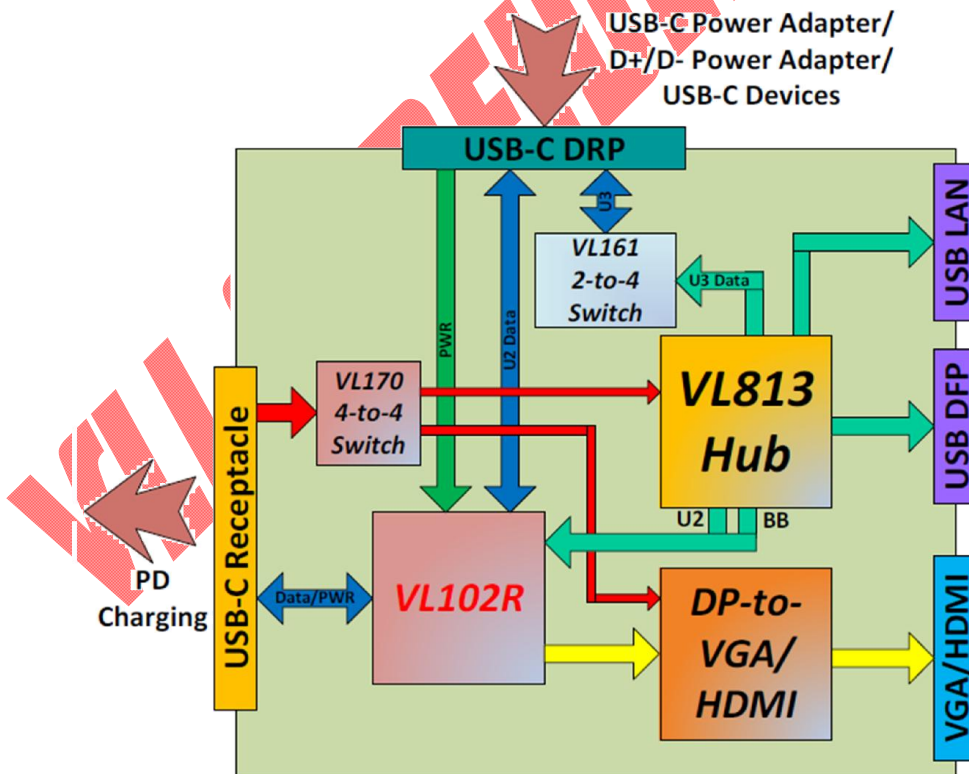 USB-C Power Adapter/
D+/D- Power Adapter/
USB-C Devices
USB-C DRP
U3
VL161
2-to-4
Switch
U3 Data
USB LAN
PWR
U2 Data
VL170
4-to-4
Switch
VL813
Hub
USB DFP
USB-C Receptacle
U2
BB
PD
Charging
Data/PWR
VL102R
DP-to-
VGA/
HDMI
VGA/HDMI